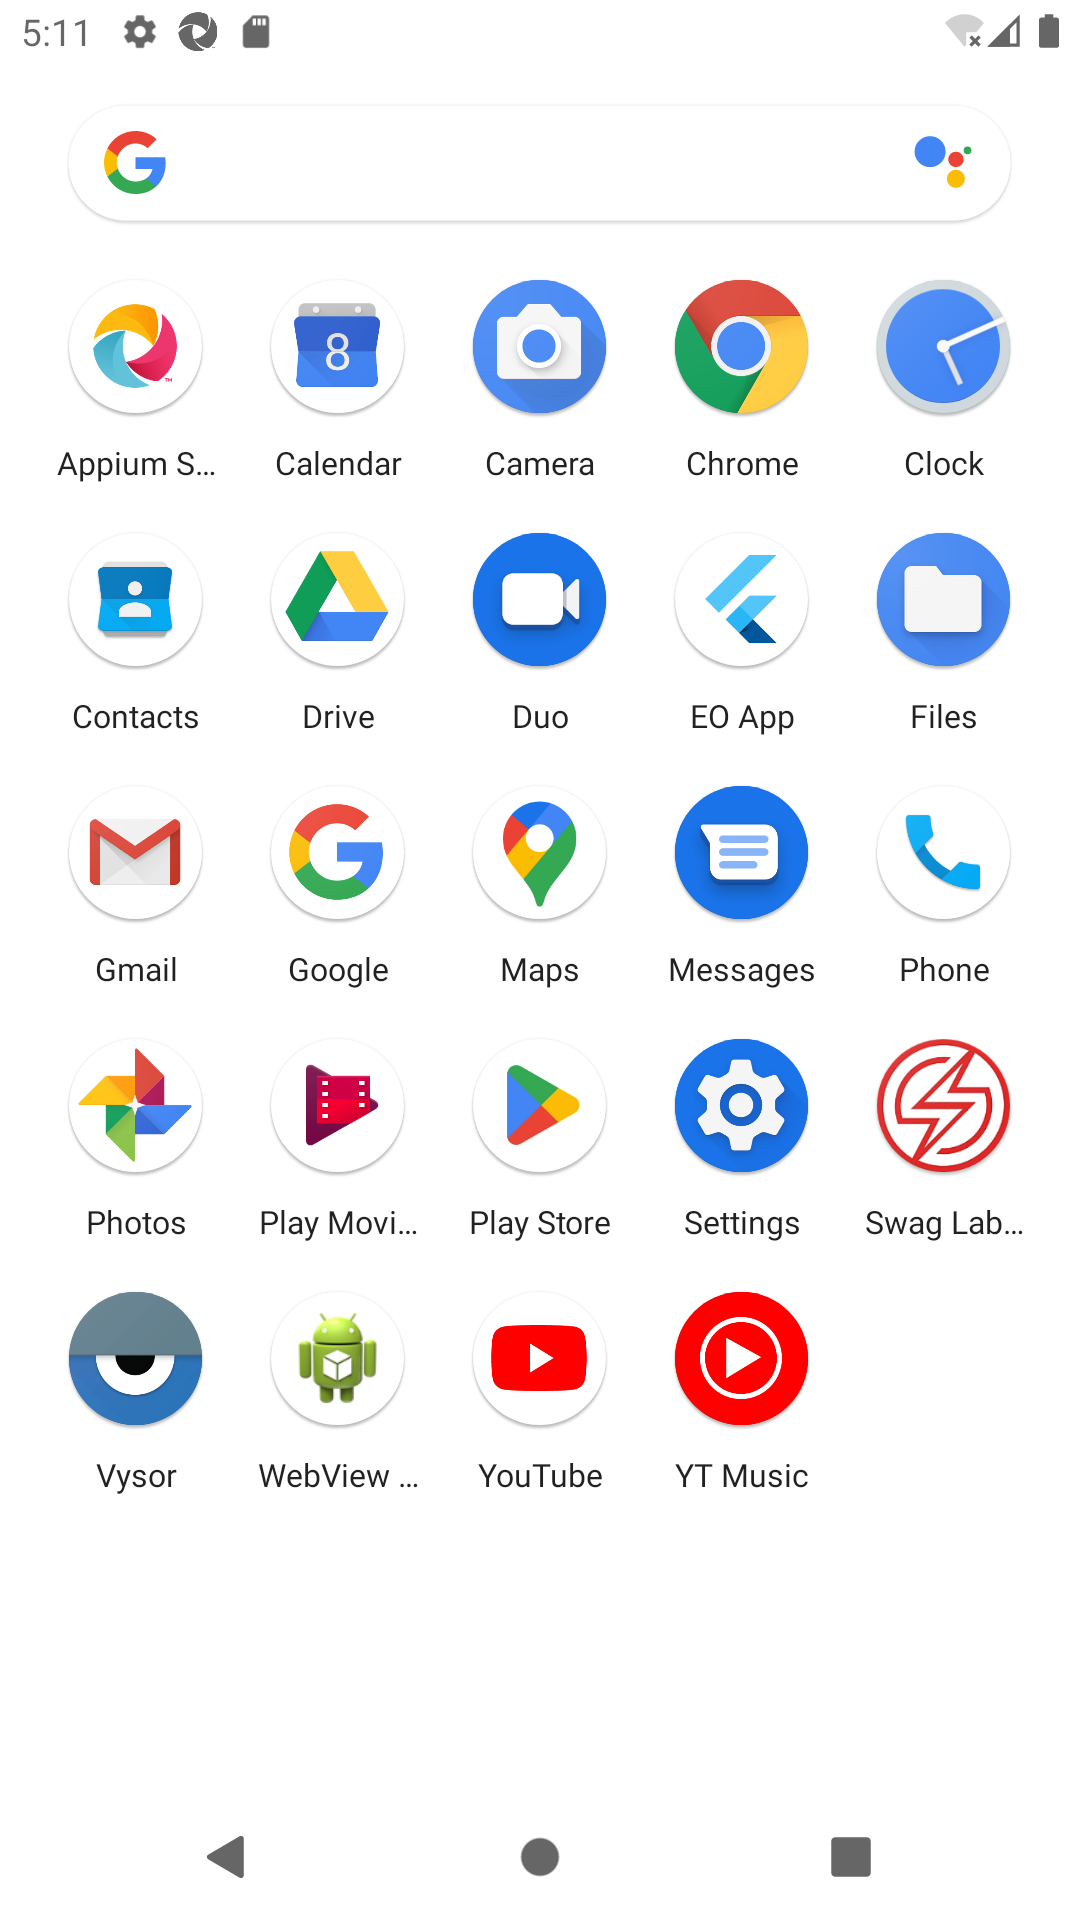 5:11
Appium S...
Calendar
Camera
Chrome
Clock
8
Contacts
Drive
Duo
EO App
Files
Gmail
Google
Maps
Messages
Phone
Photos
Play Movi...
Play Store
Settings
Swag Lab...
Vysor
WebView ...
YouTube
YT Music